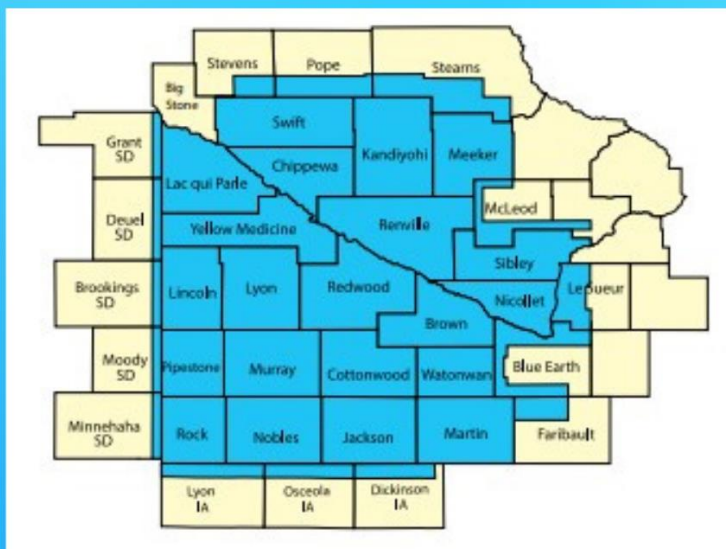 Stevens
Pope
Stearns
Big
Stone
Swift
Grant
SD
Chippewa
Kandiyohi
Meeker
Lac qui Parle
Deuel
SD
Yellow Medicine
Renville
McLeod
Sibley
Brookings
SD
Lincoln
Lyon
Redwood
Nicollet
LeSueur
Brown
Moody
SD
Pipestone
Murray
Cottonwood
Watonwan
Blue Earth
Minnehaha
SD
Rock
Nobles
Jackson
Martin
Faribault
Lyon
IA
Osceola
IA
Dickinson
IA